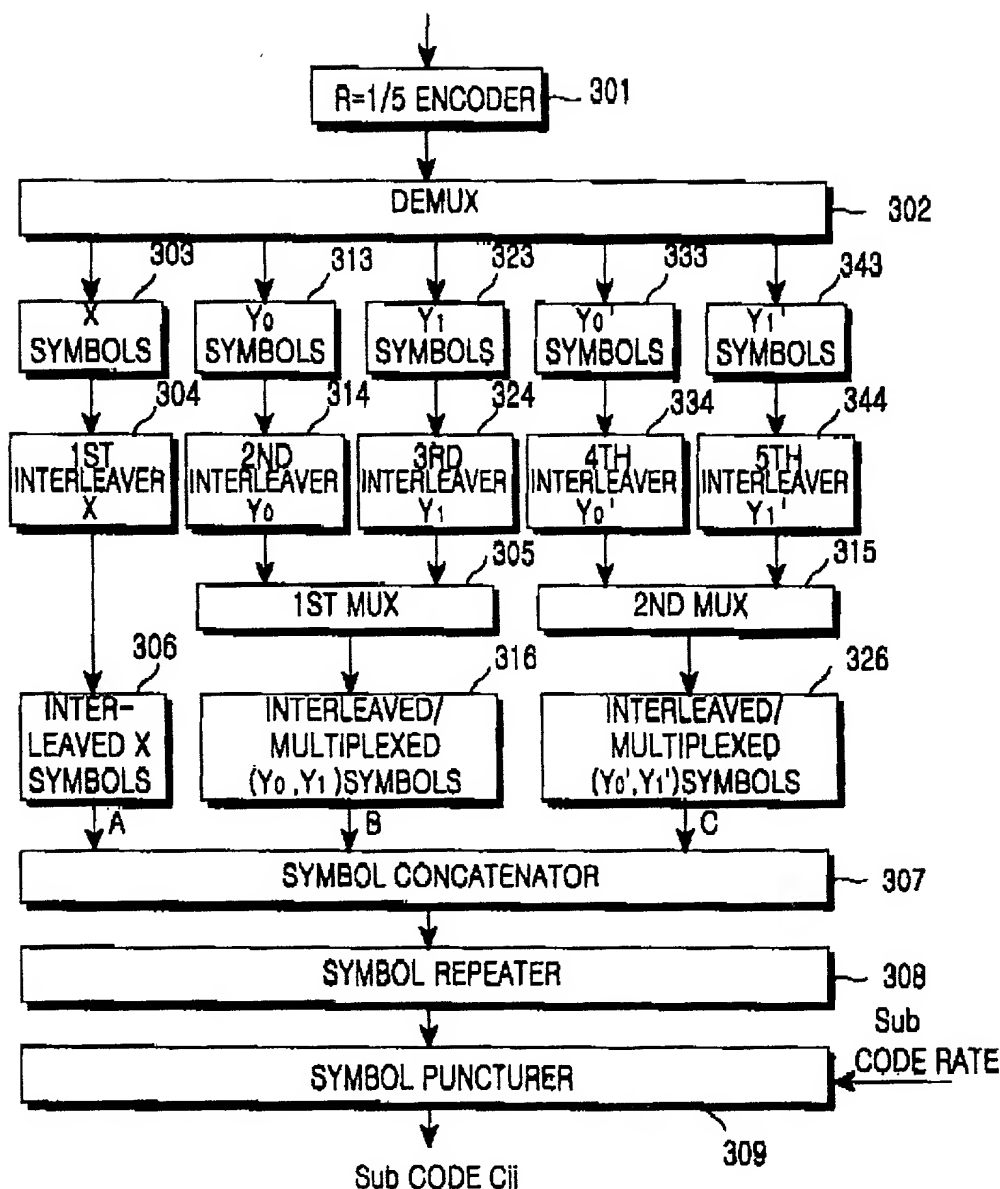 R=1/5 ENCODER
301
DEMUX
302
303
313
323
333
343
X
SYMBOLS
Y0
SYMBOLS
Y1
SYMBOLS
Y0'
SYMBOLS
Y1'
SYMBOLS
304
314
324
334
344
1ST
INTERLEAVER
X
2ND
INTERLEAVER
Y0
3RD
INTERLEAVER
Y1
4TH
INTERLEAVER
Y0'
5TH
INTERLEAVER
Y1'
305
315
1ST MUX
2ND MUX
306
316
326
INTER-
LEAVED X
SYMBOLS
INTERLEAVED/
MULTIPLEXED
(Y0,Y1)SYMBOLS
INTERLEAVED/
MULTIPLEXED
(Y0',Y1')SYMBOLS
A
B
C
SYMBOL CONCATENATOR
307
SYMBOL REPEATER
308
Sub
CODE RATE
SYMBOL PUNCTURER
309
Sub CODE Cij